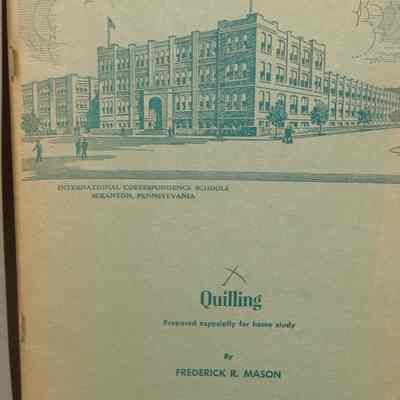 INTERNATIONAL CORRESPONDENCE SCHOOLS
SCRANTON, PENNSYLVANIA
Quilling
Prepared especially for home study
By
FREDERICK R. MASON